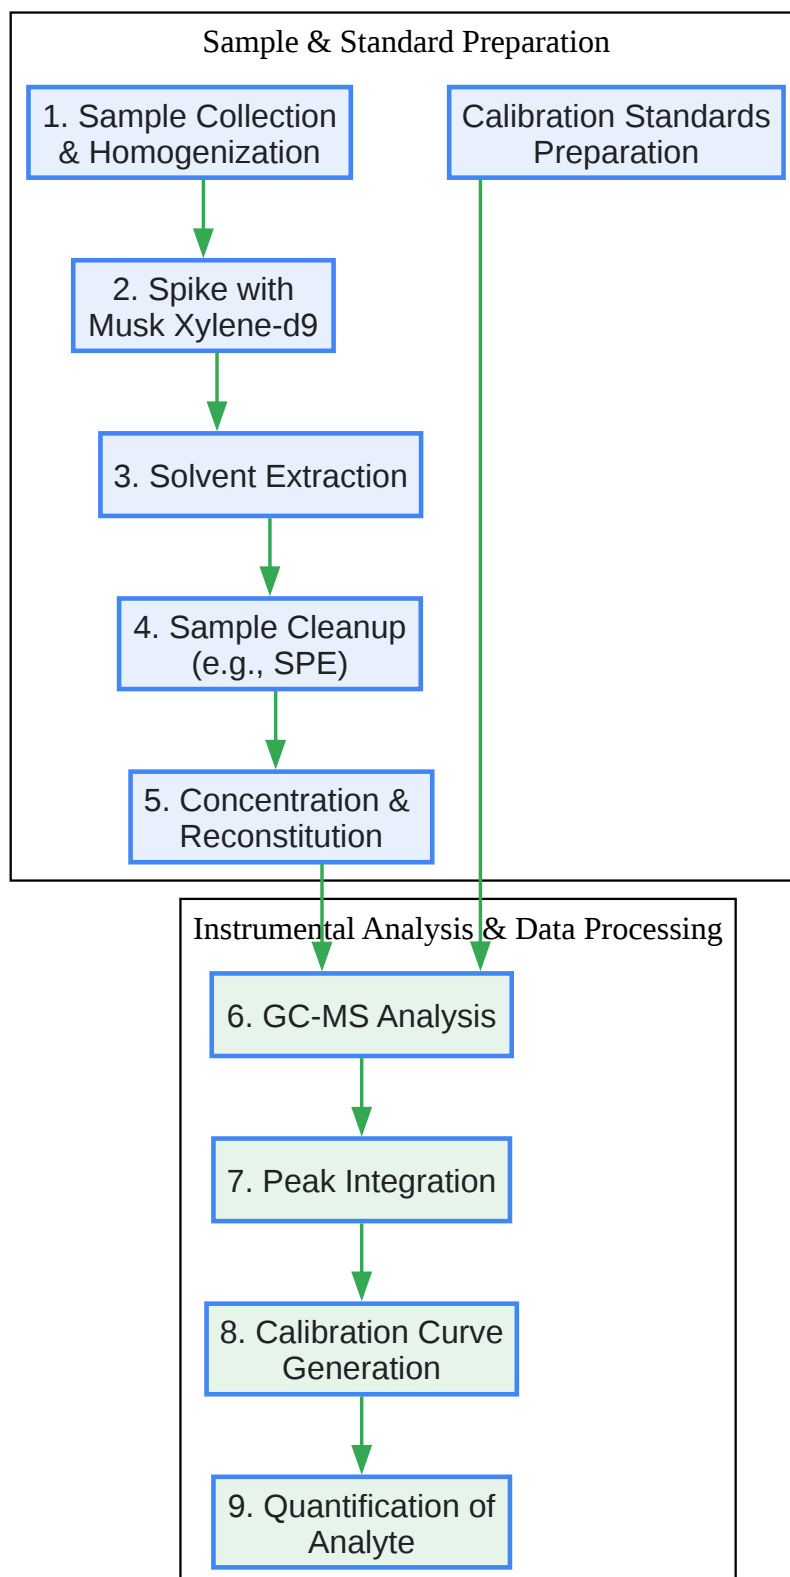 Sample & Standard Preparation
1. Sample Collection
& Homogenization
Calibration Standards
Preparation
2. Spike with
Musk Xylene-d9
3. Solvent Extraction
4. Sample Cleanup
(e.g., SPE)
5. Concentration &
Reconstitution
Instrumental Analysis & Data Processing
6. GC-MS Analysis
7. Peak Integration
8. Calibration Curve
Generation
9. Quantification of
Analyte